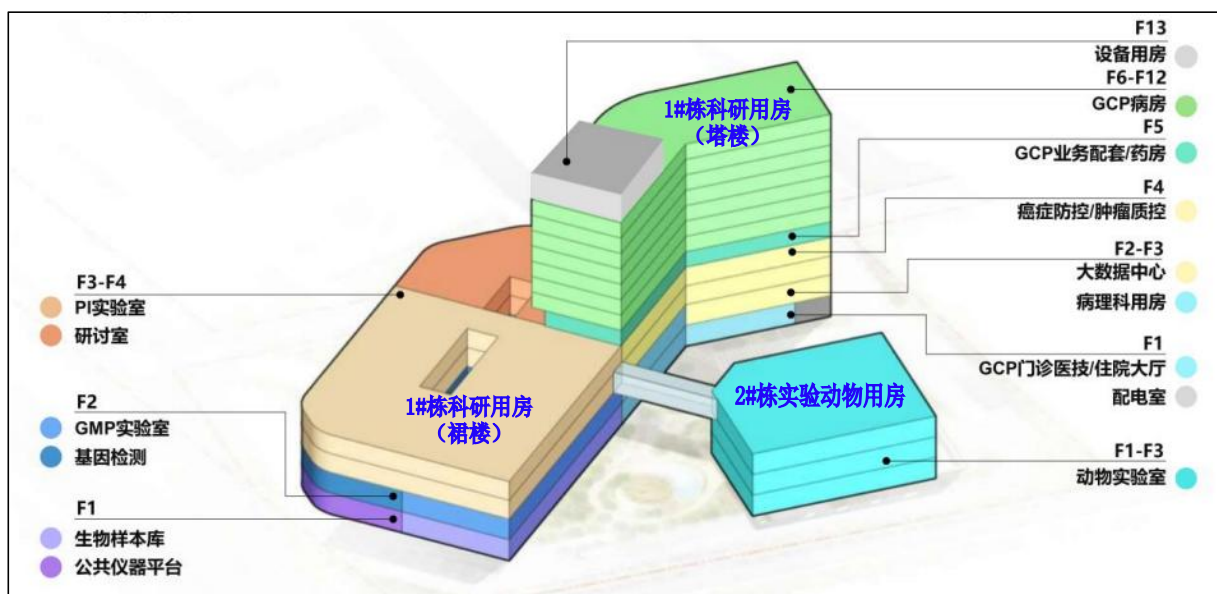 F13
设备用房
F6-F12
GCP病房
F5
GCP业务配套/药房
F4
癌症防控/肿瘤质控
F2-F3
大数据中心
病理科用房
F1
GCP门诊医技/住院大厅
配电室
F1-F3
动物实验室
1#栋科研用房
（塔楼）
2#栋实验动物用房
1#栋科研用房
（裙楼）
F3-F4
PI实验室
研讨室
F2
GMP实验室
基因检测
F1
生物样本库
公共仪器平台